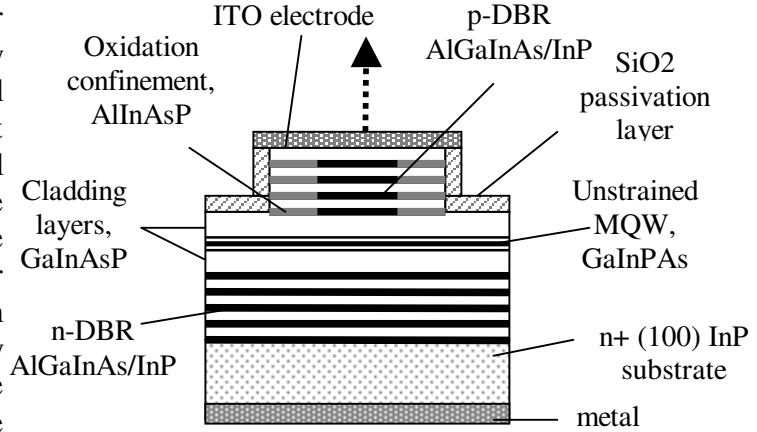 ITO electrode
p-DBR
AlGaInAs/InP
Oxidation
confinement,
AlInAsP
SiO2
passivation
layer
Cladding
layers,
GaInAsP
Unstrained
MQW,
GaInPAs
n-DBR
AlGaInAs/InP
n+ (100) InP
substrate
metal